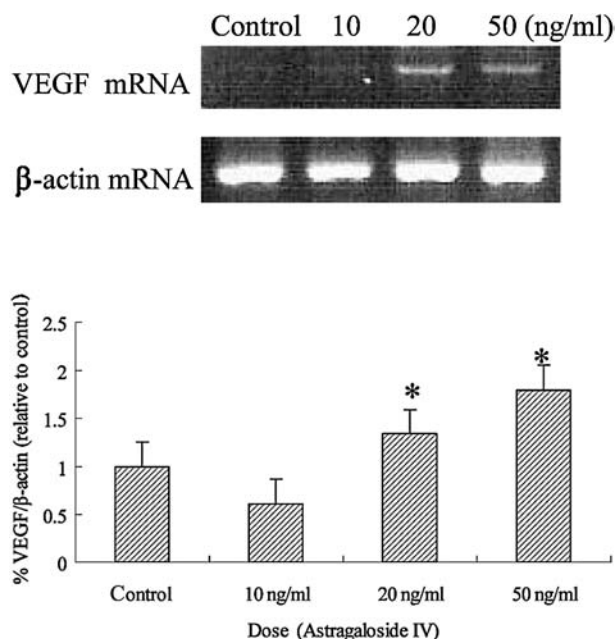 Control 10 20 50 (ng/ml)
VEGF mRNA
β-actin mRNA
% VEGF/β-actin (relative to control)
2.5
2
1.5
1
0.5
0
*
*
Control 10 ng/ml 20 ng/ml 50 ng/ml
Dose (Astragaloside IV)